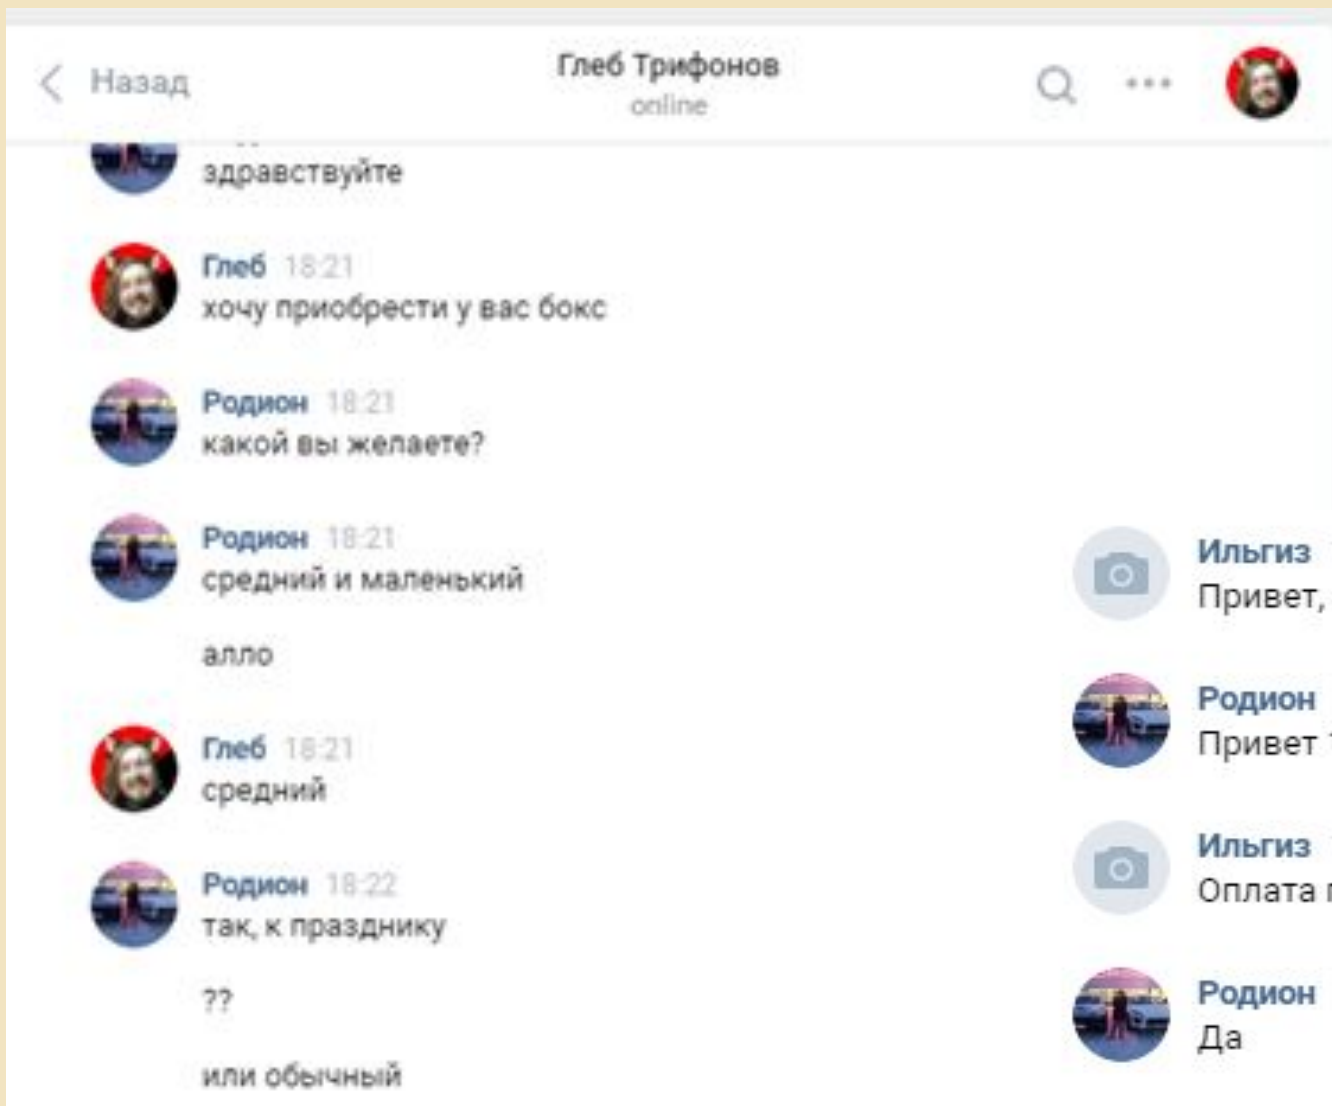 Назад
Глеб Трифонов
online
здравствуйте
Глеб 18:21
хочу приобрести у вас бокс
Родион 18:21
какой вы желаете?
Родион 18:21
средний и маленький
алло
Глеб 18:21
средний
Родион 18:22
так, к празднику
??
или обычный
Ильгиз
Привет,
Родион
Привет
Ильгиз
Оплата
Родион
Да